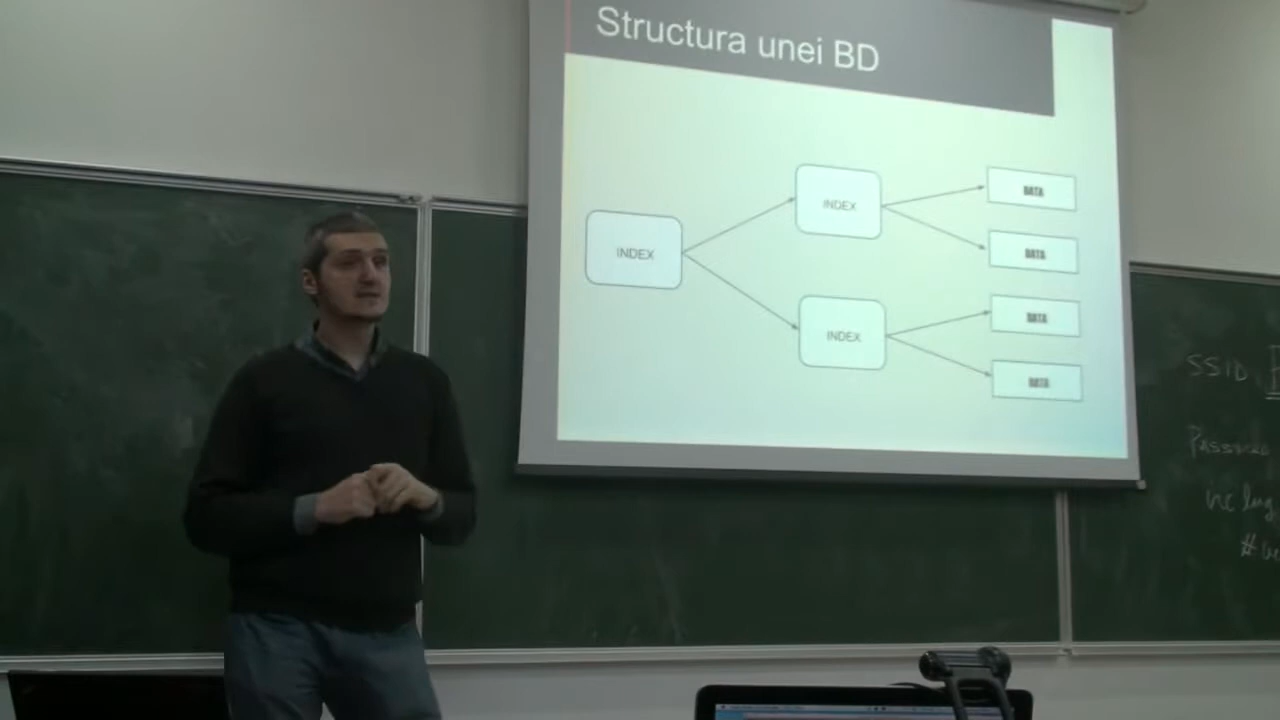 Structura unei BD
INDEX
INDEX
INDEX
DATA
DATA
DATA
DATA
SSID